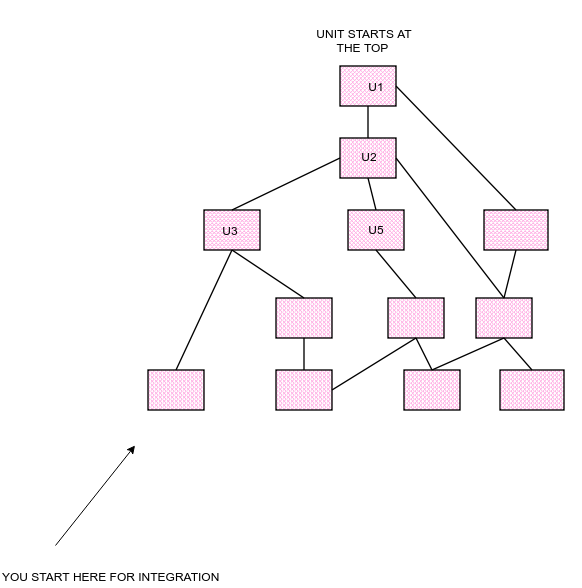 UNIT STARTS AT
THE TOP
U1
U2
U3
U5
YOU START HERE FOR INTEGRATION